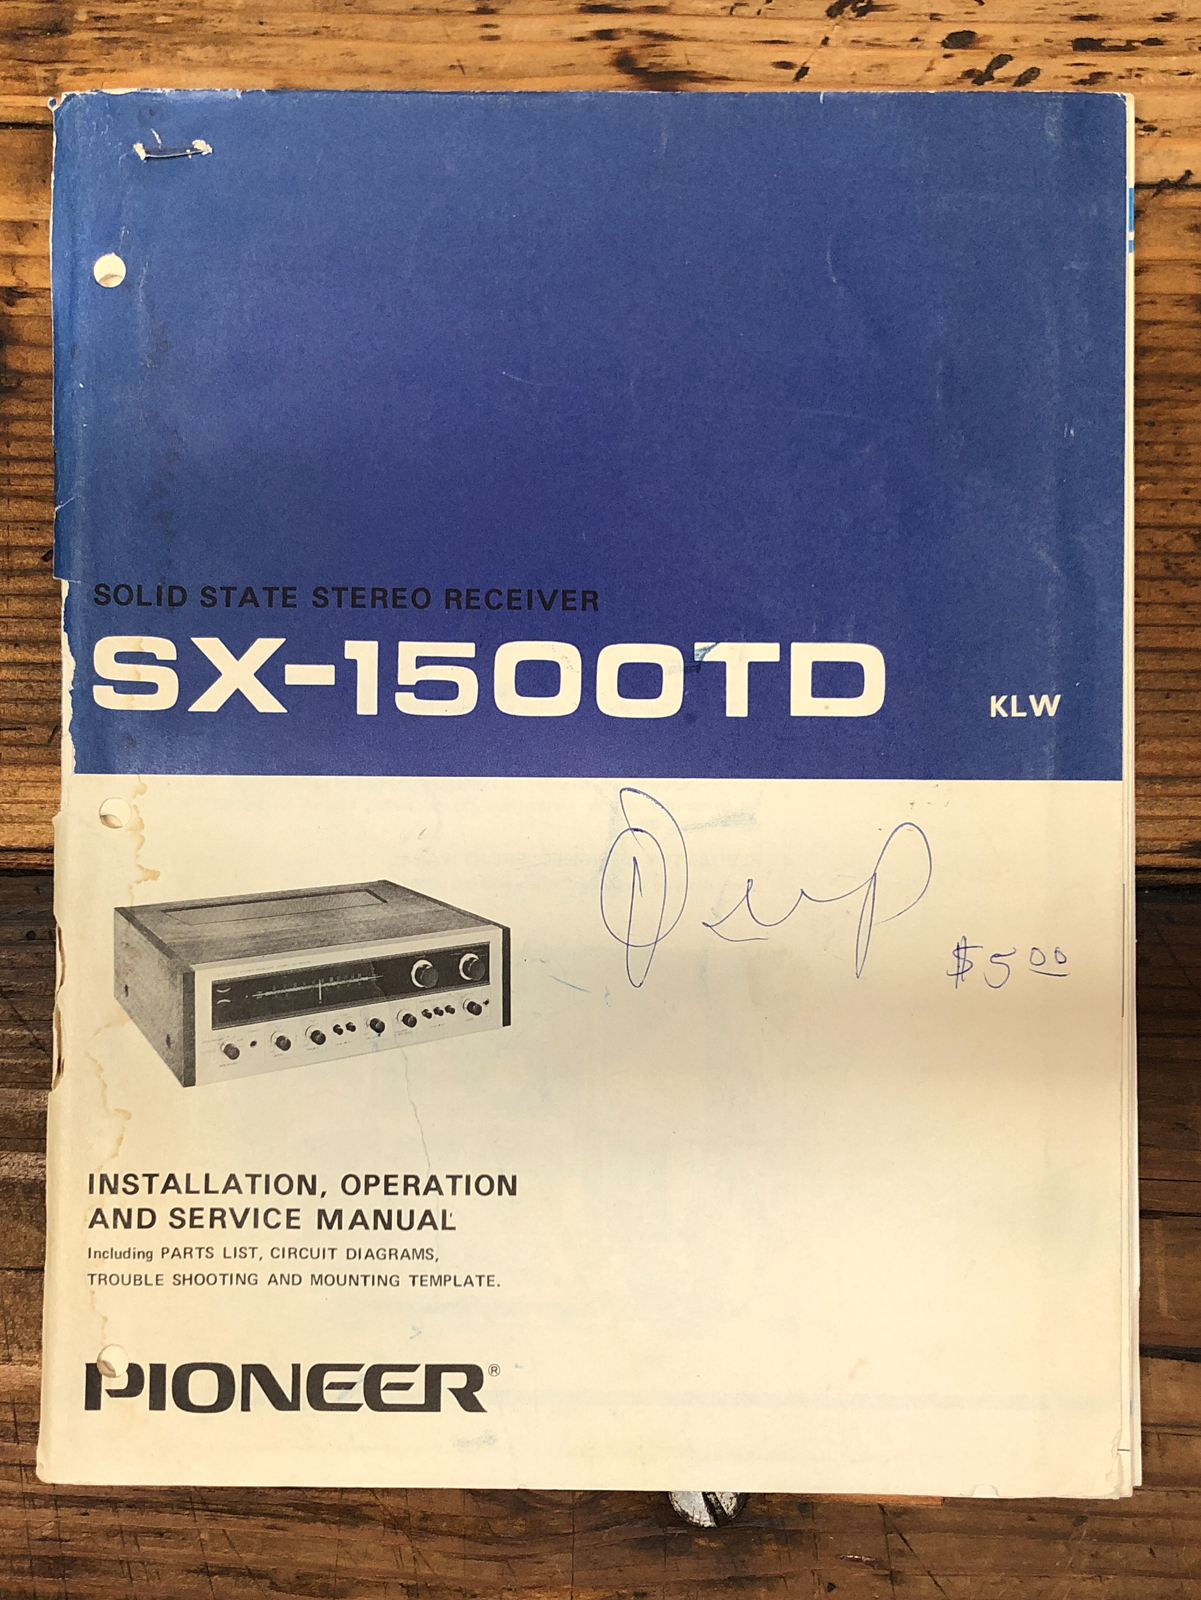 SOLID STATE STEREO RECEIVER
SX-1500TD KLW
Dup
$5.00
INSTALLATION, OPERATION
AND SERVICE MANUAL
Including PARTS LIST, CIRCUIT DIAGRAMS,
TROUBLE SHOOTING AND MOUNTING TEMPLATE.
PIONEER®